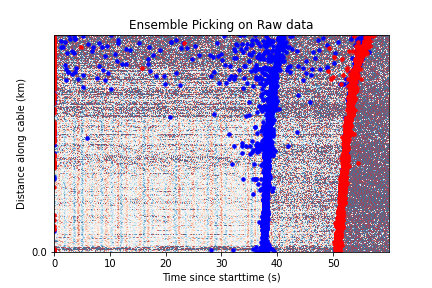 Ensemble Picking on Raw data
Distance along cable (km)
0.0
0 10 20 30 40 50
Time since starttime (s)